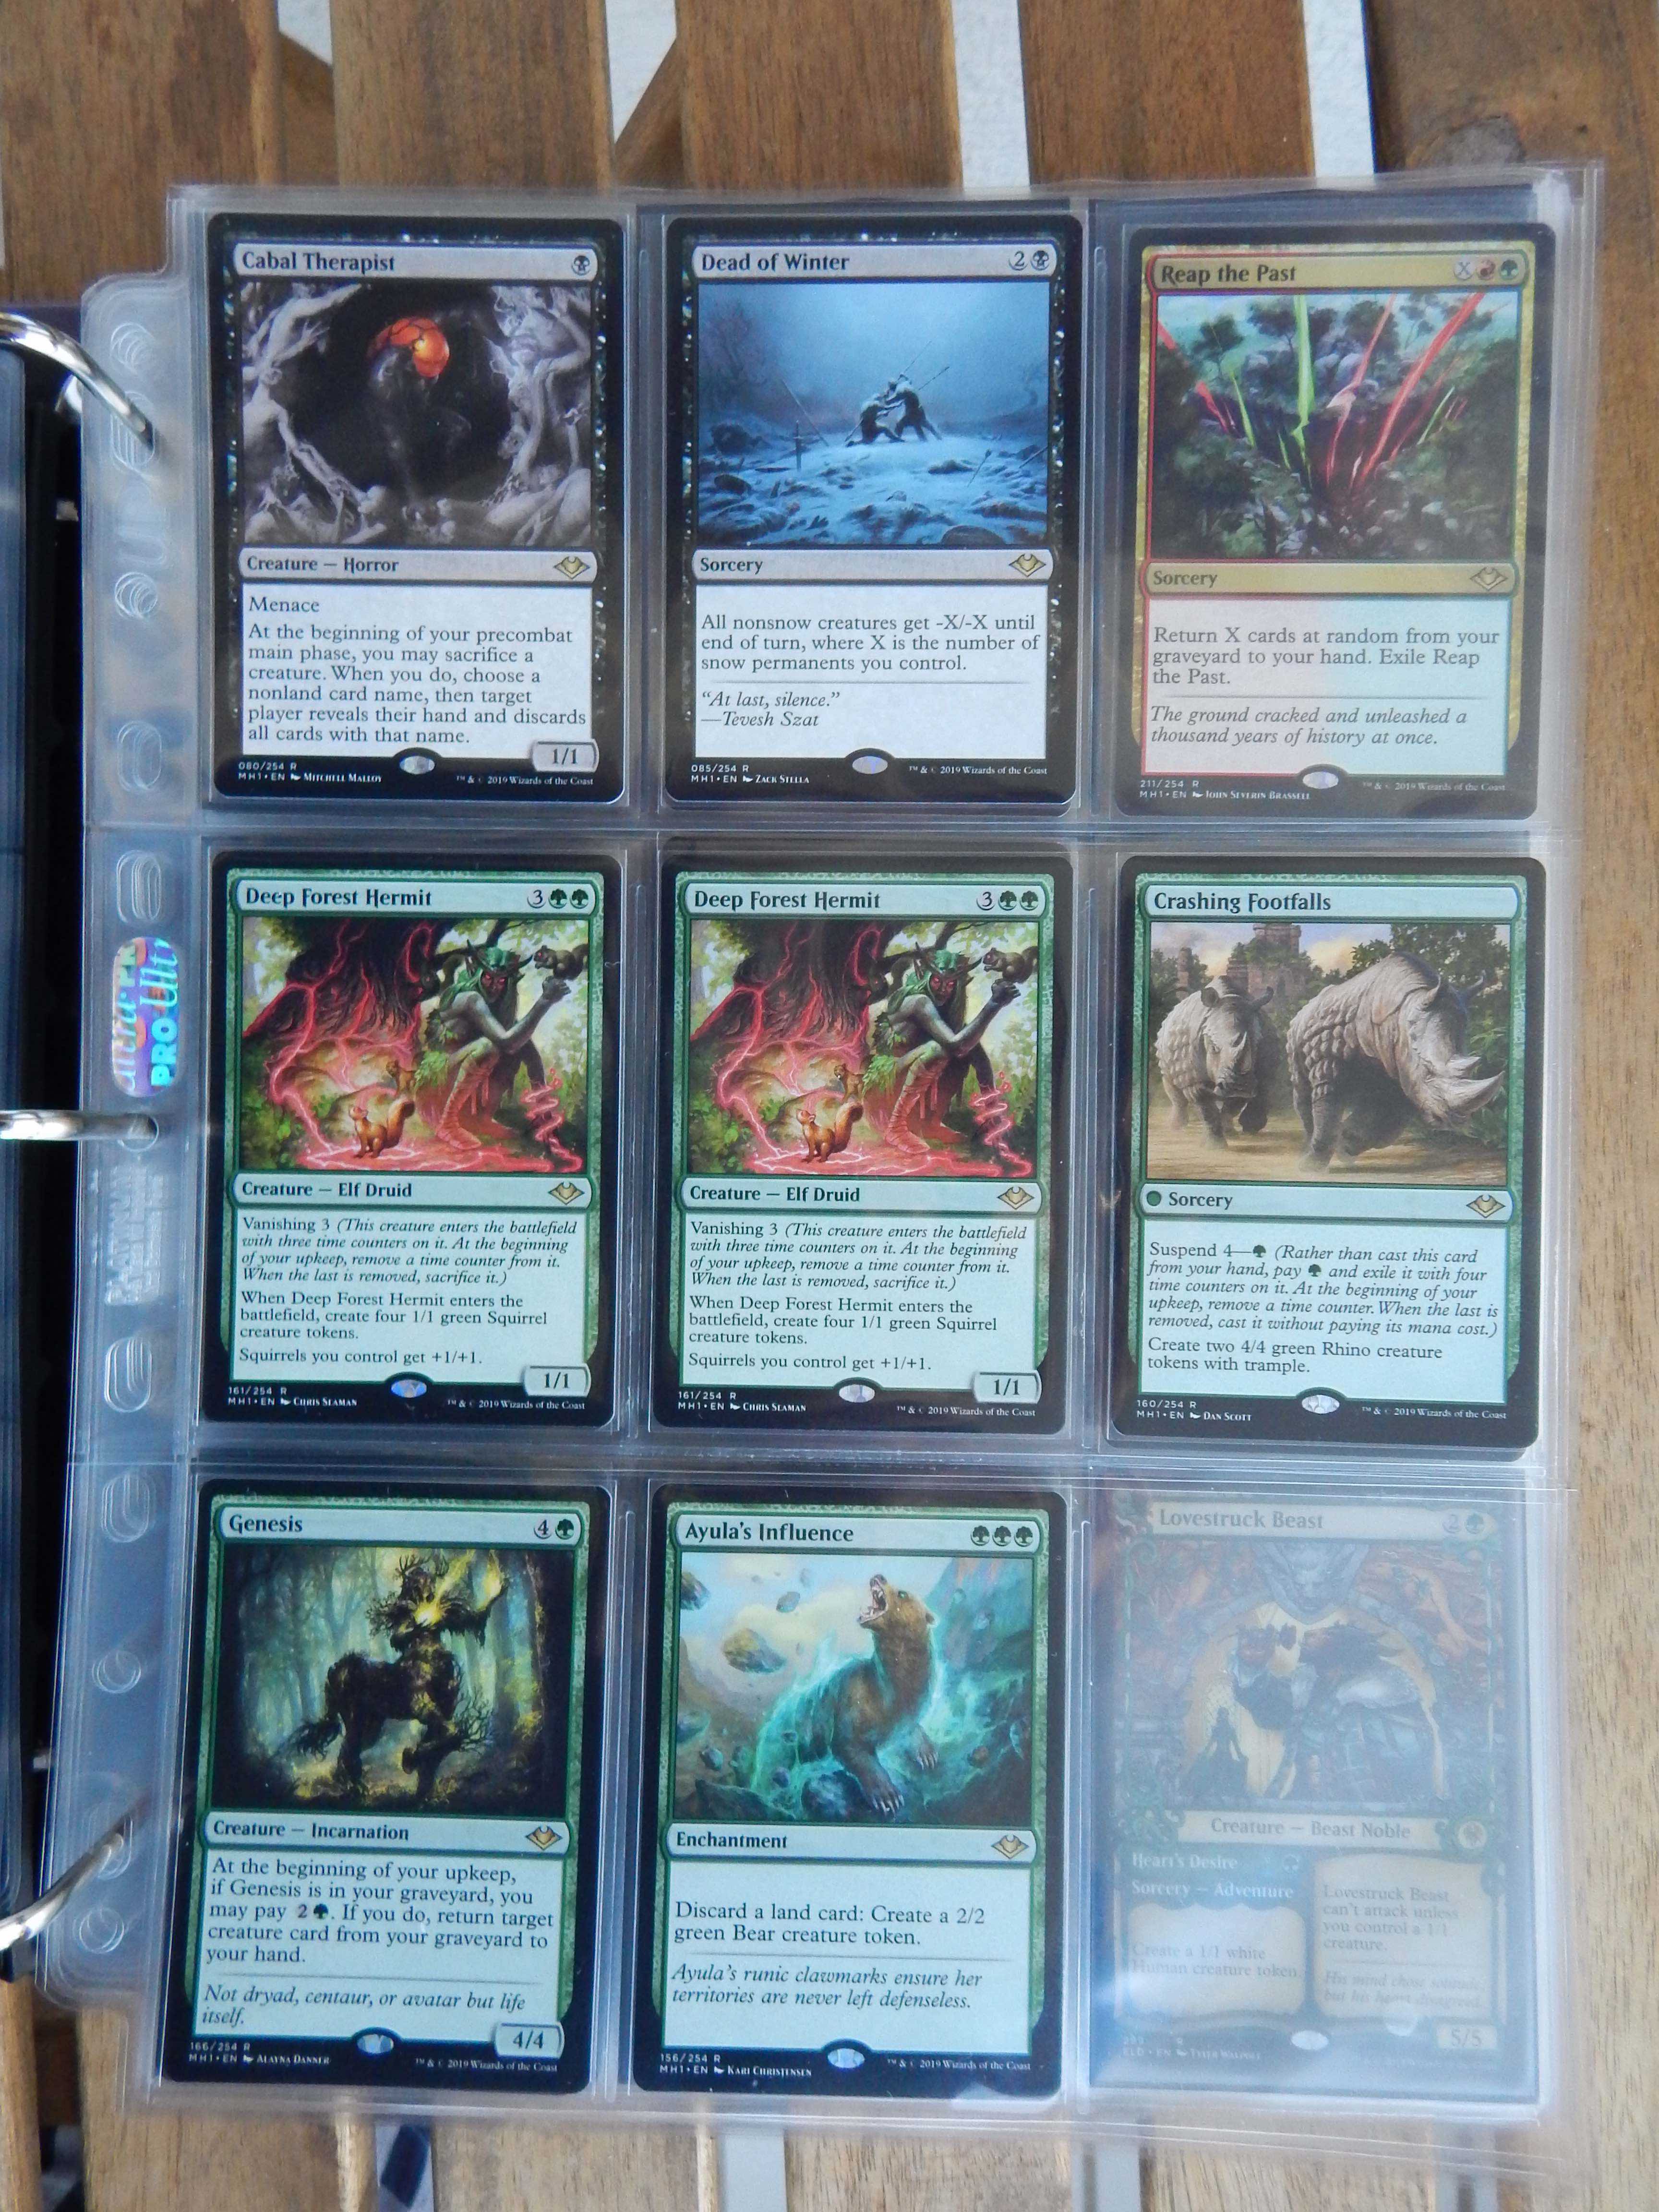 Cabal Therapist
Creature — Horror
Menace
At the beginning of your precombat
main phase, you may sacrifice a
creature. When you do, choose a
nonland card name, then target
player reveals their hand and discards
all cards with that name.
1/1
080/254 R
MH1 • EN Mitchell Malloy
™ & © 2019 Wizards of the Coast
Dead of Winter
2
Sorcery
All nonsnow creatures get -X/-X until
end of turn, where X is the number of
snow permanents you control.
“At last, silence.”
—Tevesh Szat
085/254 R
MH1 • EN Zack Stella
™ & © 2019 Wizards of the Coast
Reap the Past
X
Sorcery
Return X cards at random from your
graveyard to your hand. Exile Reap
the Past.
The ground cracked and unleashed a
thousand years of history at once.
211/254 R
MH1 • EN John Severin Brassell
™ & © 2019 Wizards of the Coast
Deep Forest Hermit
3
Creature — Elf Druid
Vanishing 3 (This creature enters the battlefield
with three time counters on it. At the beginning
of your upkeep, remove a time counter from it.
When the last is removed, sacrifice it.)
When Deep Forest Hermit enters the
battlefield, create four 1/1 green Squirrel
creature tokens.
Squirrels you control get +1/+1.
1/1
161/254 R
MH1 • EN Chris Seaman
™ & © 2019 Wizards of the Coast
Deep Forest Hermit
3
Creature — Elf Druid
Vanishing 3 (This creature enters the battlefield
with three time counters on it. At the beginning
of your upkeep, remove a time counter from it.
When the last is removed, sacrifice it.)
When Deep Forest Hermit enters the
battlefield, create four 1/1 green Squirrel
creature tokens.
Squirrels you control get +1/+1.
1/1
161/254 R
MH1 • EN Chris Seaman
™ & © 2019 Wizards of the Coast
Crashing Footfalls
Sorcery
Suspend 4— (Rather than cast this card
from your hand, pay and exile it with four
time counters on it. At the beginning of your
upkeep, remove a time counter. When the last is
removed, cast it without paying its mana cost.)
Create two 4/4 green Rhino creature
tokens with trample.
160/254 R
MH1 • EN Dan Scott
™ & © 2019 Wizards of the Coast
Genesis
4
Creature — Incarnation
At the beginning of your upkeep,
if Genesis is in your graveyard, you
may pay 2 . If you do, return target
creature card from your graveyard to
your hand.
Not dryad, centaur, or avatar but life
itself.
4/4
166/254 R
MH1 • EN Alayna Danner
™ & © 2019 Wizards of the Coast
Ayula's Influence
Enchantment
Discard a land card: Create a 2/2
green Bear creature token.
Ayula's runic clawmarks ensure her
territories are never left defenseless.
156/254 R
MH1 • EN Kari Christensen
™ & © 2019 Wizards of the Coast
Lovestruck Beast
2
Creature — Beast Noble
Heart's Desire
Sorcery — Adventure
Create a 1/1 white
Human creature token
Lovestruck Beast
can't attack unless
you control a 1/1
creature.
His mind chose solitude
but his heart disagreed.
5/5
ELD • EN
PRO Ult
PLATINUM